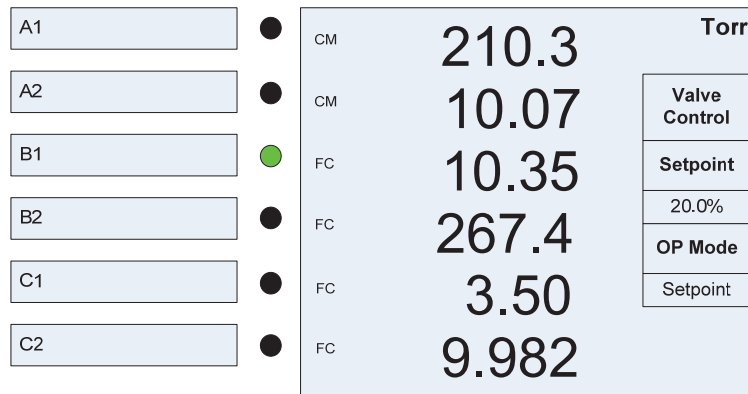 A1
CM 210.3 Torr
A2
CM 10.07
Valve
Control
B1
FC 10.35
Setpoint
20.0%
B2
FC 267.4
OP Mode
C1
FC 3.50
Setpoint
C2
FC 9.982